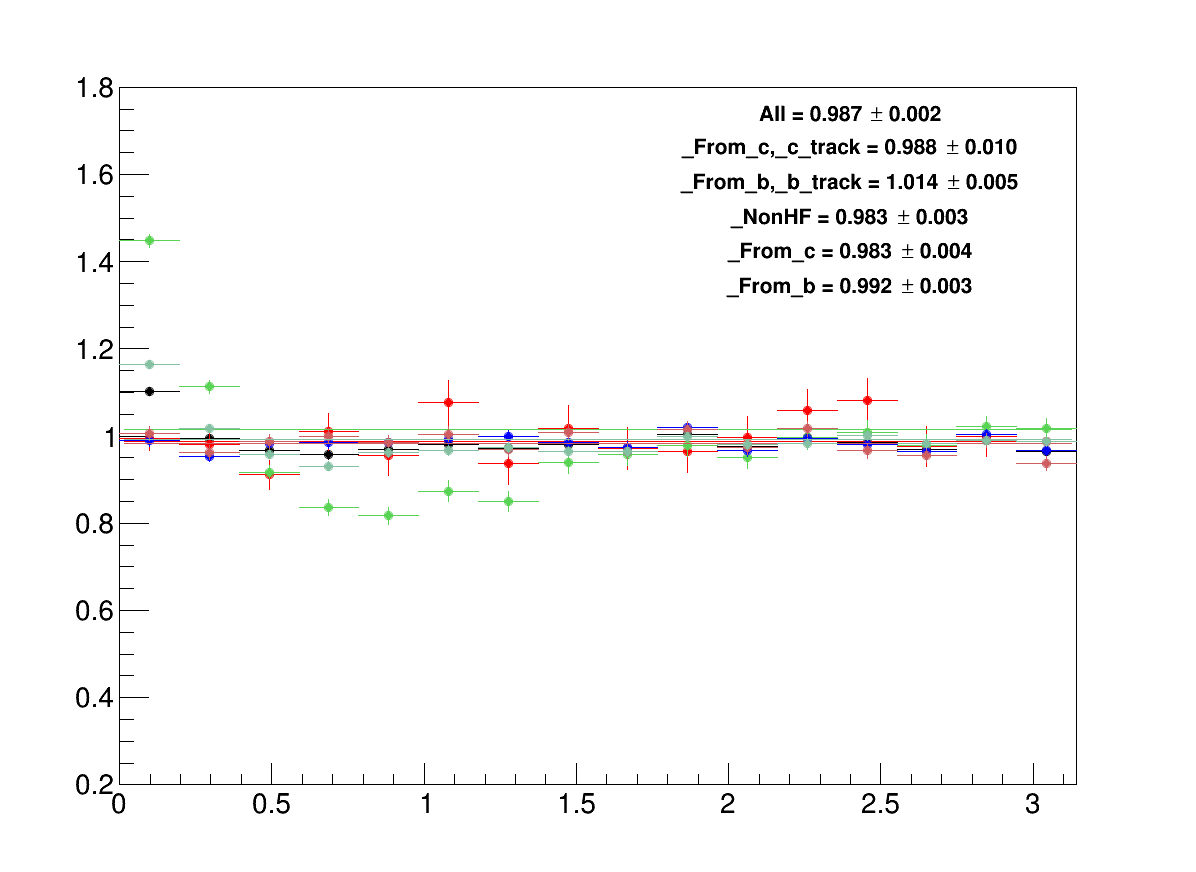 1.8
All = 0.987 ± 0.002
_From_c,_c_track = 0.988 ± 0.010
1.6
_From_b,_b_track = 1.014 ± 0.005
_NonHF = 0.983 ± 0.003
1.4
_From_c = 0.983 ± 0.004
_From_b = 0.992 ± 0.003
1.2
1
0.8
0.6
0.4
0.2
0 0.5 1 1.5 2 2.5 3